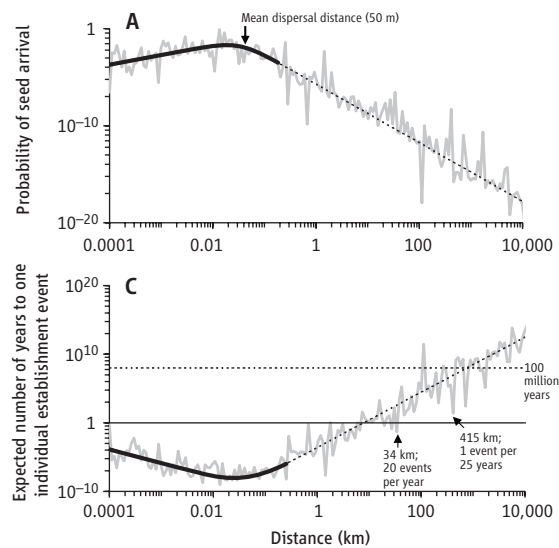 A
Mean dispersal distance (50 m)
Probability of seed arrival
1
10⁻¹⁰
10⁻²⁰
0.0001
0.01
1
100
10,000
C
Expected number of years to one
individual establishment event
10²⁰
10¹⁰
1
10⁻¹⁰
100
million
years
34 km;
20 events
per year
415 km;
1 event per
25 years
0.0001
0.01
1
100
10,000
Distance (km)